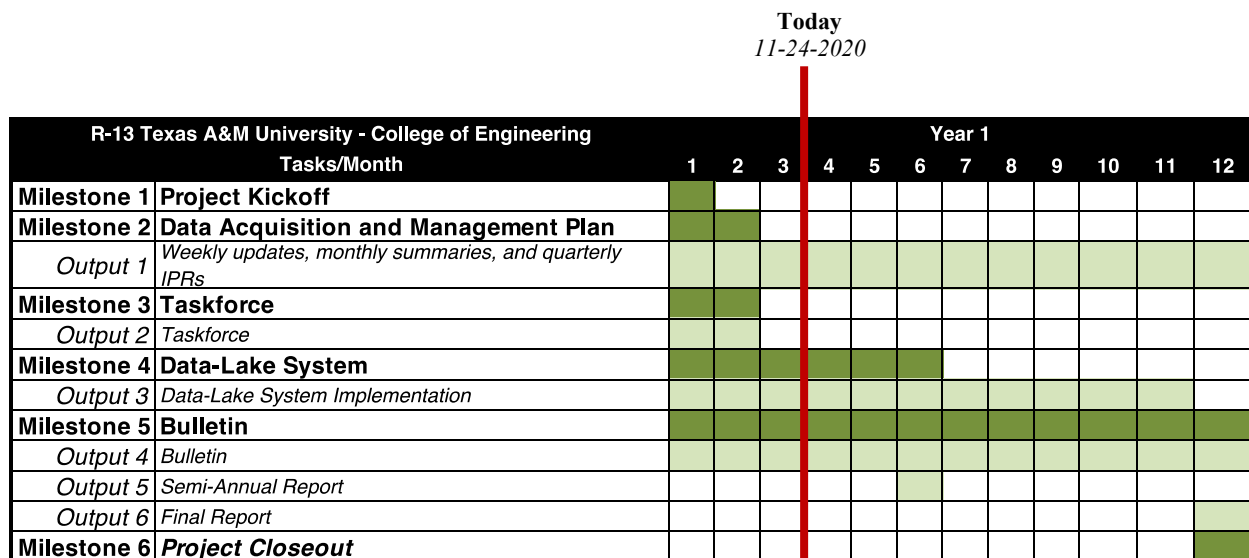 Today
11-24-2020
R-13 Texas A&M University - College of Engineering
Year 1
Tasks/Month 1 2 3 4 5 6 7 8 9 10 11 12
Milestone 1 Project Kickoff
Milestone 2 Data Acquisition and Management Plan
Output 1 Weekly updates, monthly summaries, and quarterly
IPRs
Milestone 3 Taskforce
Output 2 Taskforce
Milestone 4 Data-Lake System
Output 3 Data-Lake System Implementation
Milestone 5 Bulletin
Output 4 Bulletin
Output 5 Semi-Annual Report
Output 6 Final Report
Milestone 6 Project Closeout